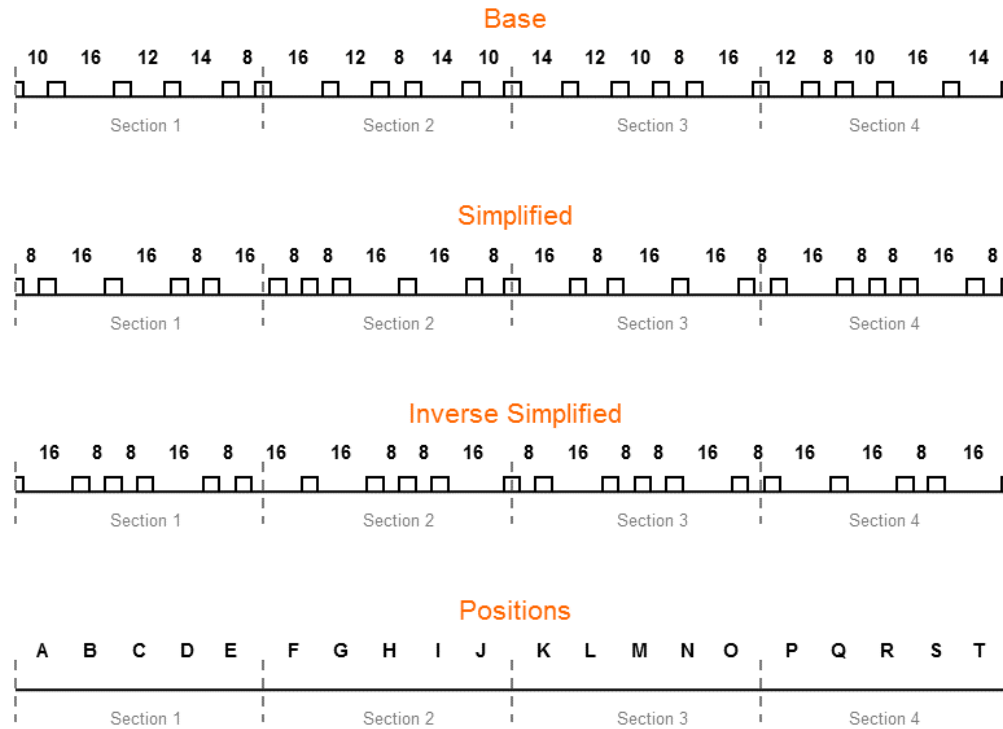 Base
10 16 12 14 8 16 12 8 14 10 14 12 10 8 16 12 8 10 16 14
Section 1 Section 2 Section 3 Section 4
Simplified
8 16 16 8 16 8 8 16 16 8 16 8 16 16 8 16 8 8 16 8
Section 1 Section 2 Section 3 Section 4
Inverse Simplified
16 8 8 16 8 16 16 8 8 16 8 16 8 8 16 8 16 16 8 16
Section 1 Section 2 Section 3 Section 4
Positions
A B C D E F G H I J K L M N O P Q R S T
Section 1 Section 2 Section 3 Section 4